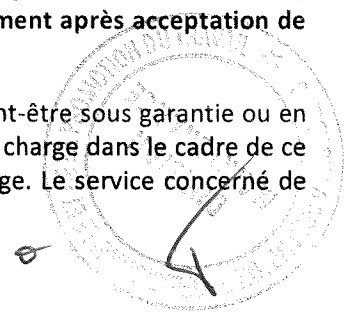 ment après acceptation de
nt-être sous garantie ou en
charge dans le cadre de ce
ge. Le service concerné de